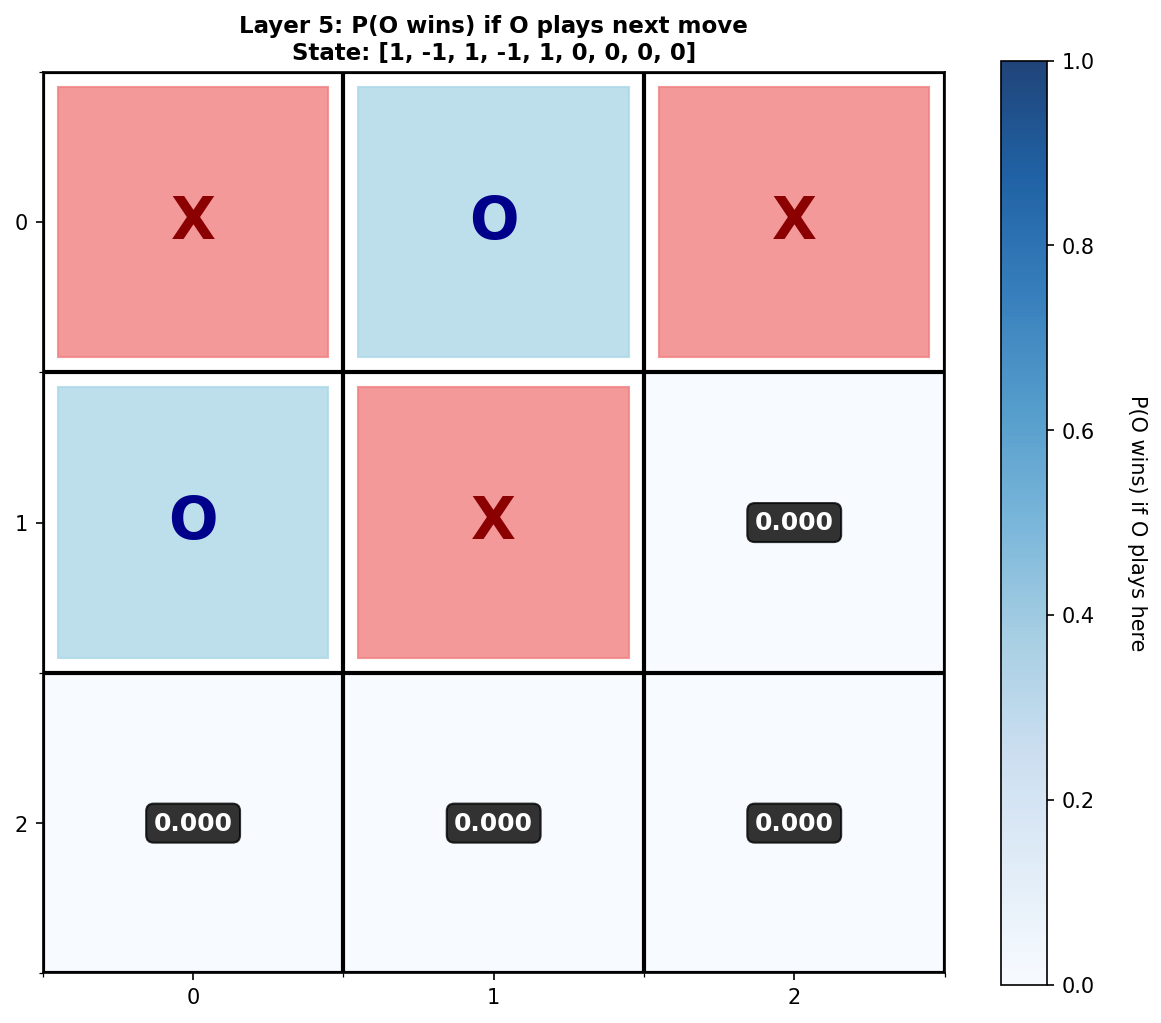 Layer 5: P(O wins) if O plays next move
State: [1, -1, 1, -1, 1, 0, 0, 0, 0]
X
O
X
0
O
X
0.000
1
0.000
0.000
0.000
2
0
1
2
1.0
0.8
0.6
0.4
0.2
0.0
P(O wins) if O plays here